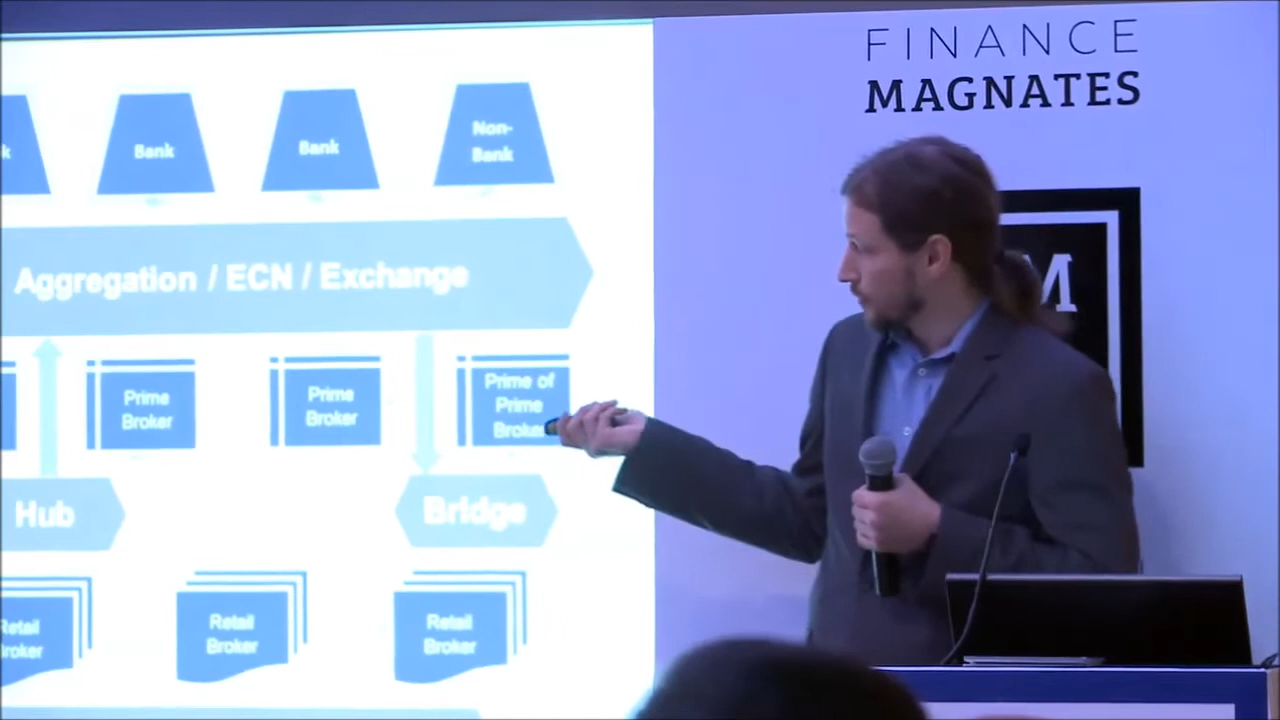 FINANCE
MAGNATES
M
k
Bank
Bank
Non-
Bank
Aggregation / ECN / Exchange
Prime
Broker
Prime
Broker
Prime of
Prime
Broker
Hub
Bridge
Retail
Broker
Retail
Broker
Retail
Broker